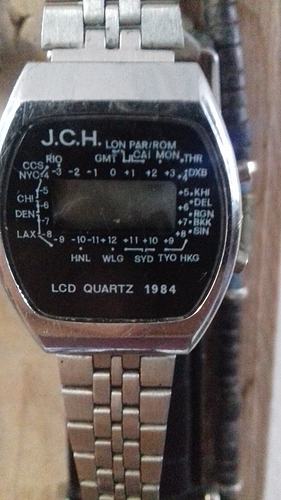 J.C.H.
LON PAR/ROM
RIO GMT CAI MON THR
CCS -3 -2 -1 0 +1 +2 +3 +4 DXB
NYC -4
-5 +5 KHI
CHI -6 +6 DEL
DEN -7 RGN
+7 BKK
LAX -8 +8 SIN
-9 -10 -11 +12 +11 +10 +9
HNL WLG SYD TYO HKG
LCD QUARTZ 1984